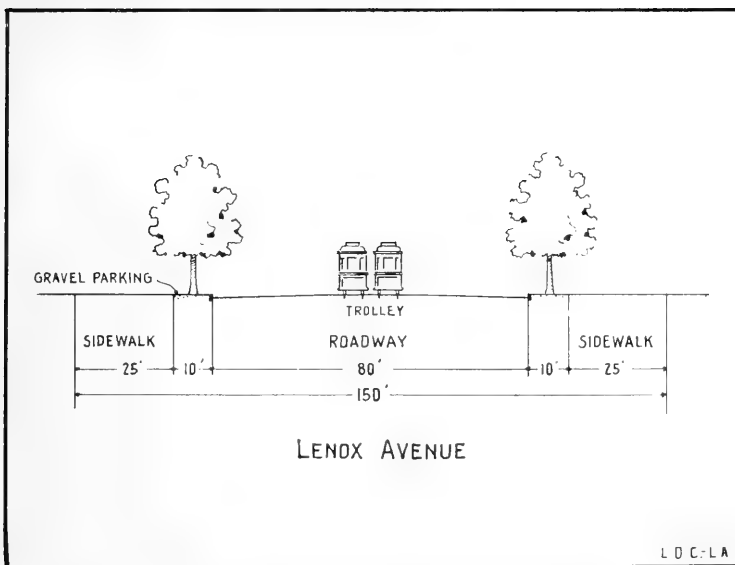 GRAVEL PARKING
TROLLEY
SIDEWALK ROADWAY SIDEWALK
25' 10' 80' 10' 25'
150'
LENOX AVENUE
L D C-LA